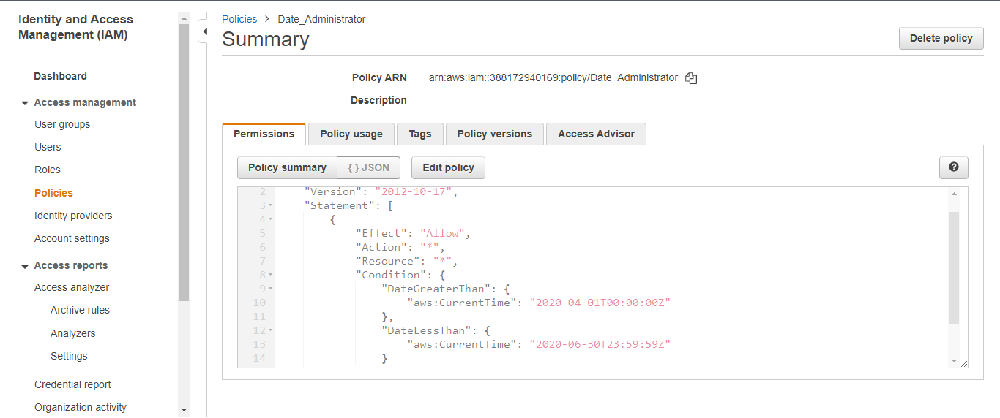 Identity and Access
Management (IAM)
Dashboard
Access management
User groups
Users
Roles
Policies
Identity providers
Account settings
Access reports
Access analyzer
Archive rules
Analyzers
Settings
Credential report
Organization activity
Policies > Date_Administrator
Summary
Delete policy
Policy ARN arn:aws:iam::388172940169:policy/Date_Administrator
Description
Permissions Policy usage Tags Policy versions Access Advisor
Policy summary { } JSON Edit policy
2 "Version": "2012-10-17",
3 "Statement": [
4 {
5 "Effect": "Allow",
6 "Action": "*",
7 "Resource": "*",
8 "Condition": {
9 "DateGreaterThan": {
10 "aws:CurrentTime": "2020-04-01T00:00:00Z"
11 },
12 "DateLessThan": {
13 "aws:CurrentTime": "2020-06-30T23:59:59Z"
14 }